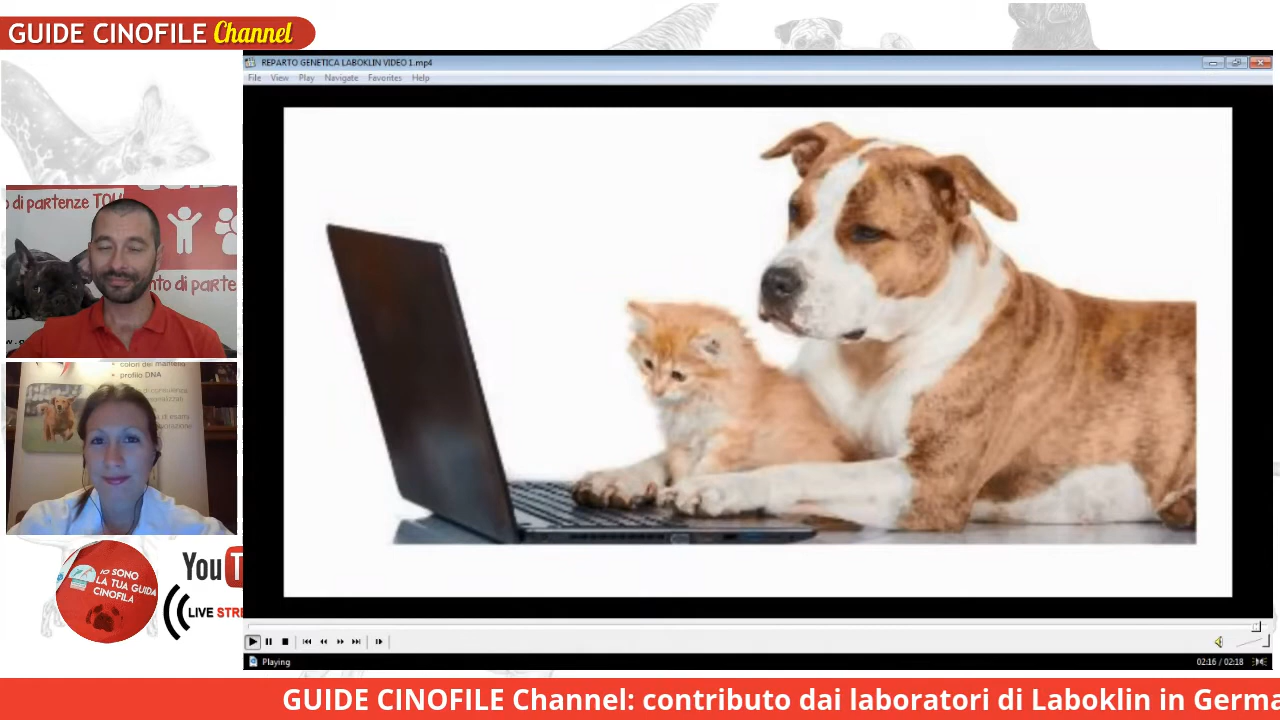 GUIDE CINOFILE Channel
REPARTO GENETICA LABOKLIN VIDEO 1.mp4
File View Play Navigate Favorites Help
o di partenze TOU
nto di parte
colori del mantello
profilo DNA
IO SONO
LA TUA GUIDA
CINOFILA
You T
LIVE STRE
Playing
02:16 / 02:18
GUIDE CINOFILE Channel: contributo dai laboratori di Laboklin in Germa